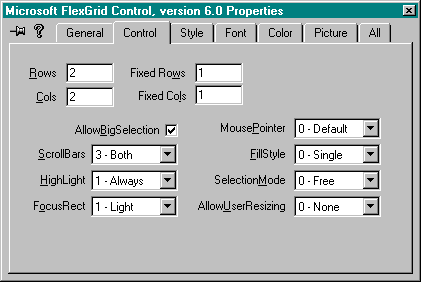 Microsoft FlexGrid Control, version 6.0 Properties
General Control Style Font Color Picture All
Rows 2 Fixed Rows 1
Cols 2 Fixed Cols 1
AllowBigSelection MousePointer 0 - Default
ScrollBars 3 - Both FillStyle 0 - Single
HighLight 1 - Always SelectionMode 0 - Free
FocusRect 1 - Light AllowUserResizing 0 - None